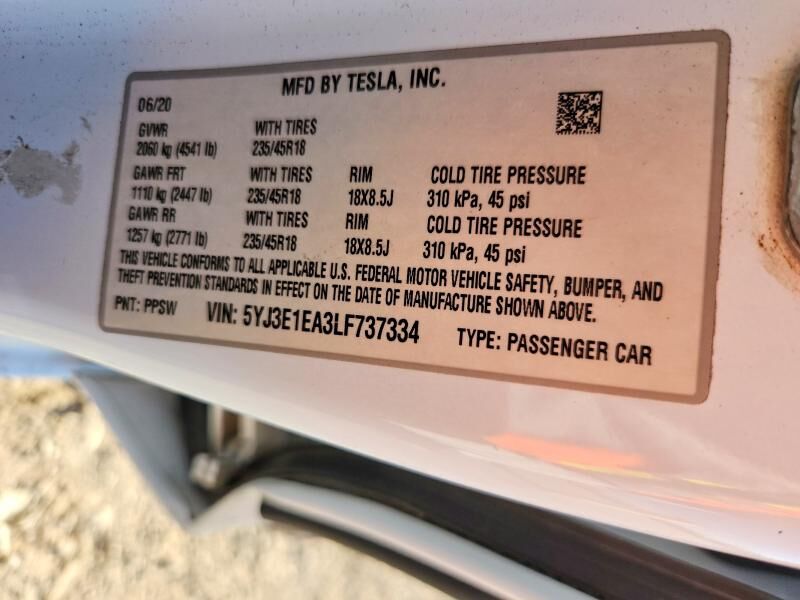 MFD BY TESLA, INC.
06/20
GVWR WITH TIRES
2060 kg (4541 lb) 235/45R18
GAWR FRT WITH TIRES RIM COLD TIRE PRESSURE
1110 kg (2447 lb) 235/45R18 18X8.5J 310 kPa, 45 psi
GAWR RR WITH TIRES RIM COLD TIRE PRESSURE
1257 kg (2771 lb) 235/45R18 18X8.5J 310 kPa, 45 psi
THIS VEHICLE CONFORMS TO ALL APPLICABLE U.S. FEDERAL MOTOR VEHICLE SAFETY, BUMPER, AND
THEFT PREVENTION STANDARDS IN EFFECT ON THE DATE OF MANUFACTURE SHOWN ABOVE.
PNT: PPSW VIN: 5YJ3E1EA3LF737334 TYPE: PASSENGER CAR